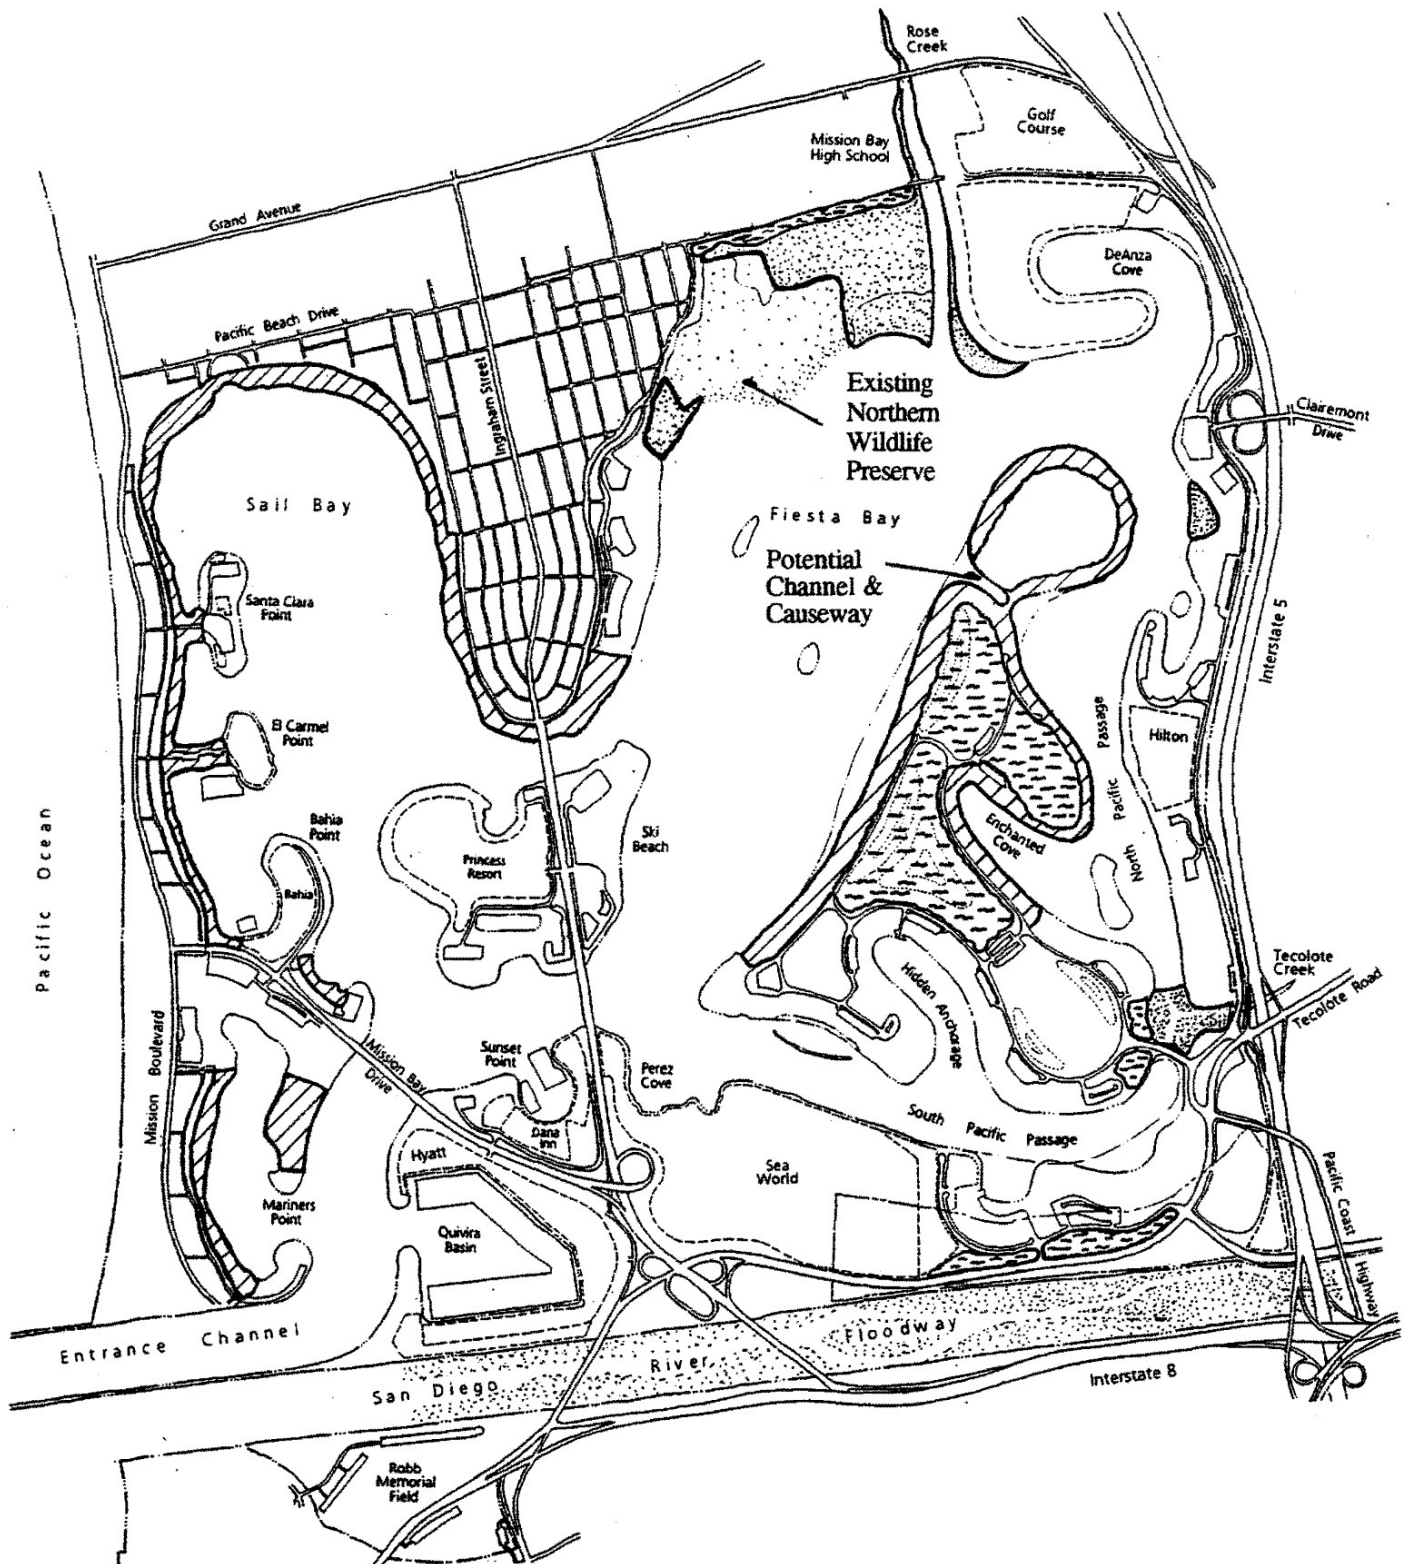 Rose
Creek
Golf
Course
Mission Bay
High School
Grand Avenue
DeAnza
Cove
Pacific Beach Drive
Ingraham Street
Existing
Northern
Wildlife
Preserve
Clairemont
Drive
Sail Bay
Fiesta Bay
Potential
Channel &
Causeway
Santa Clara
Point
Interstate 5
El Carmel
Point
North Pacific Passage
Hilton
Pacific Ocean
Bahia
Point
Ski
Beach
Enchanted
Cove
Princess
Resort
Bahia
Hidden Anchorage
Tecolote
Creek
Tecolote Road
Mission Boulevard
Mission Bay
Drive
Sunset
Point
Perez
Cove
South Pacific Passage
Dana
Inn
Hyatt
Sea
World
Pacific Coast
Highway
Mariners
Point
Quivira
Basin
Entrance Channel
San Diego River Floodway
Interstate 8
Robb
Memorial
Field